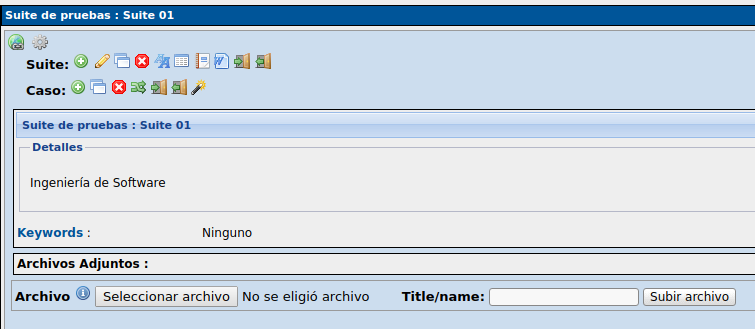 Suite de pruebas : Suite 01
Suite:
Caso:
Suite de pruebas : Suite 01
Detalles
Ingeniería de Software
Keywords : Ninguno
Archivos Adjuntos :
Archivo Seleccionar archivo No se eligió archivo Title/name: Subir archivo